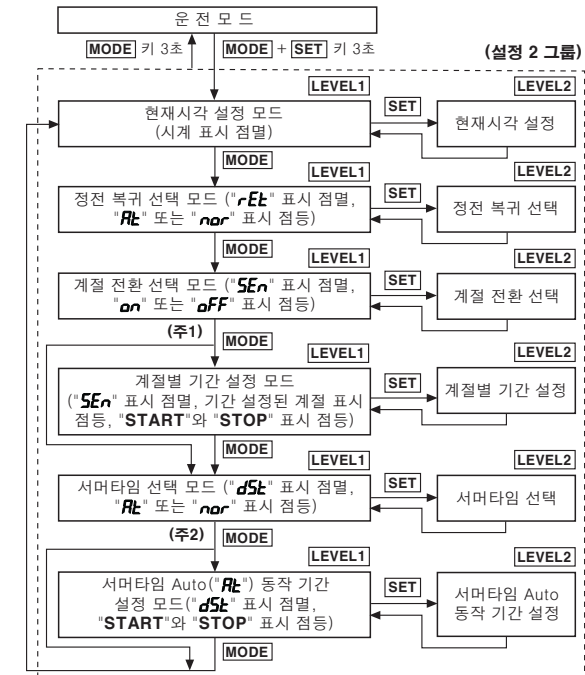 운 전 모 드
MODE 키 3초
MODE + SET 키 3초
(설정 2 그룹)
LEVEL1
현재시각 설정 모드
(시계 표시 점멸)
SET
LEVEL2
현재시각 설정
MODE
LEVEL1
정전 복귀 선택 모드 ("rEt" 표시 점멸,
"At" 또는 "nor" 표시 점등)
SET
LEVEL2
정전 복귀 선택
MODE
LEVEL1
계절 전환 선택 모드 ("SEn" 표시 점멸,
"on" 또는 "oFF" 표시 점등)
SET
LEVEL2
계절 전환 선택
(주1)
MODE
LEVEL1
계절별 기간 설정 모드
("SEn" 표시 점멸, 기간 설정된 계절 표시
점등, "START"와 "STOP" 표시 점등)
SET
LEVEL2
계절별 기간 설정
MODE
LEVEL1
서머타임 선택 모드 ("dSt" 표시 점멸,
"At" 또는 "nor" 표시 점등)
SET
LEVEL2
서머타임 선택
(주2)
MODE
LEVEL1
서머타임 Auto("At") 동작 기간
설정 모드("dSt" 표시 점멸,
"START"와 "STOP" 표시 점등)
SET
LEVEL2
서머타임 Auto
동작 기간 설정
MODE